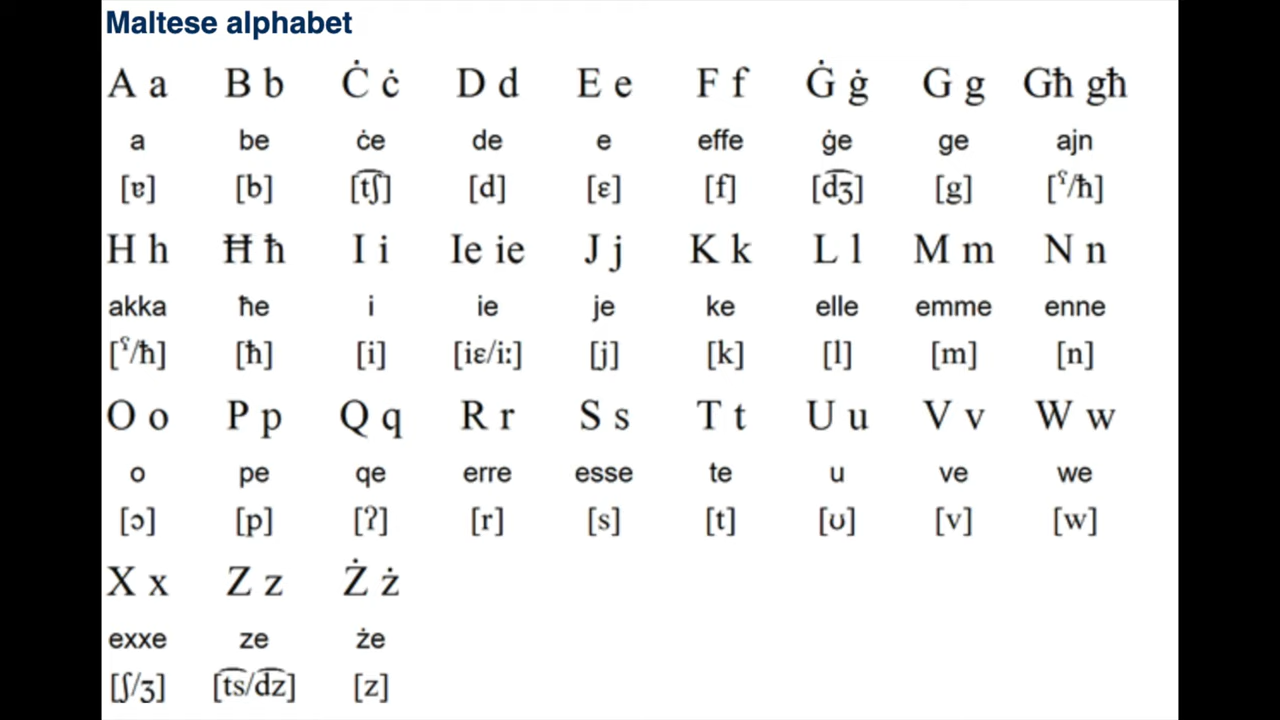 Maltese alphabet
A a B b Ċ ċ D d E e F f Ġ ġ G g Għ għ
a be ċe de e effe ġe ge ajn
[ɐ] [b] [t͡ʃ] [d] [ɛ] [f] [d͡ʒ] [g] [ˤ/ħ]
H h Ħ ħ I i Ie ie J j K k L l M m N n
akka ħe i ie je ke elle emme enne
[ˤ/ħ] [ħ] [i] [iɛ/iː] [j] [k] [l] [m] [n]
O o P p Q q R r S s T t U u V v W w
o pe qe erre esse te u ve we
[ɔ] [p] [ʔ] [r] [s] [t] [ʊ] [v] [w]
X x Z z Ż ż
exxe ze że
[ʃ/ʒ] [t͡s/d͡z] [z]